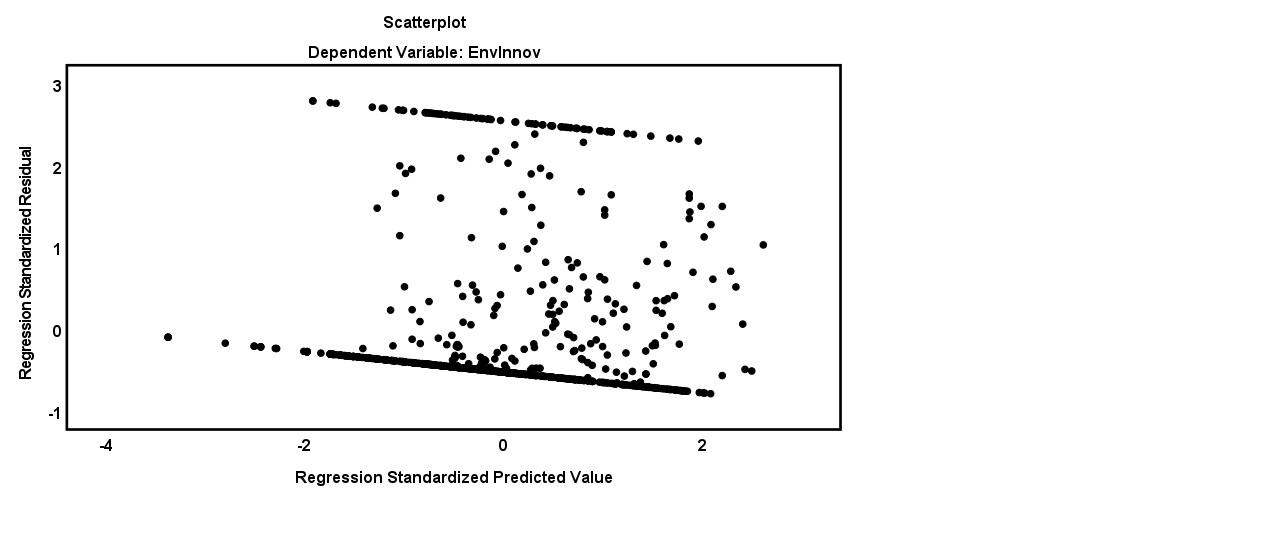 Scatterplot
Dependent Variable: EnvInnov
Regression Standardized Residual
3
2
1
0
-1
-4
-2
0
2
Regression Standardized Predicted Value